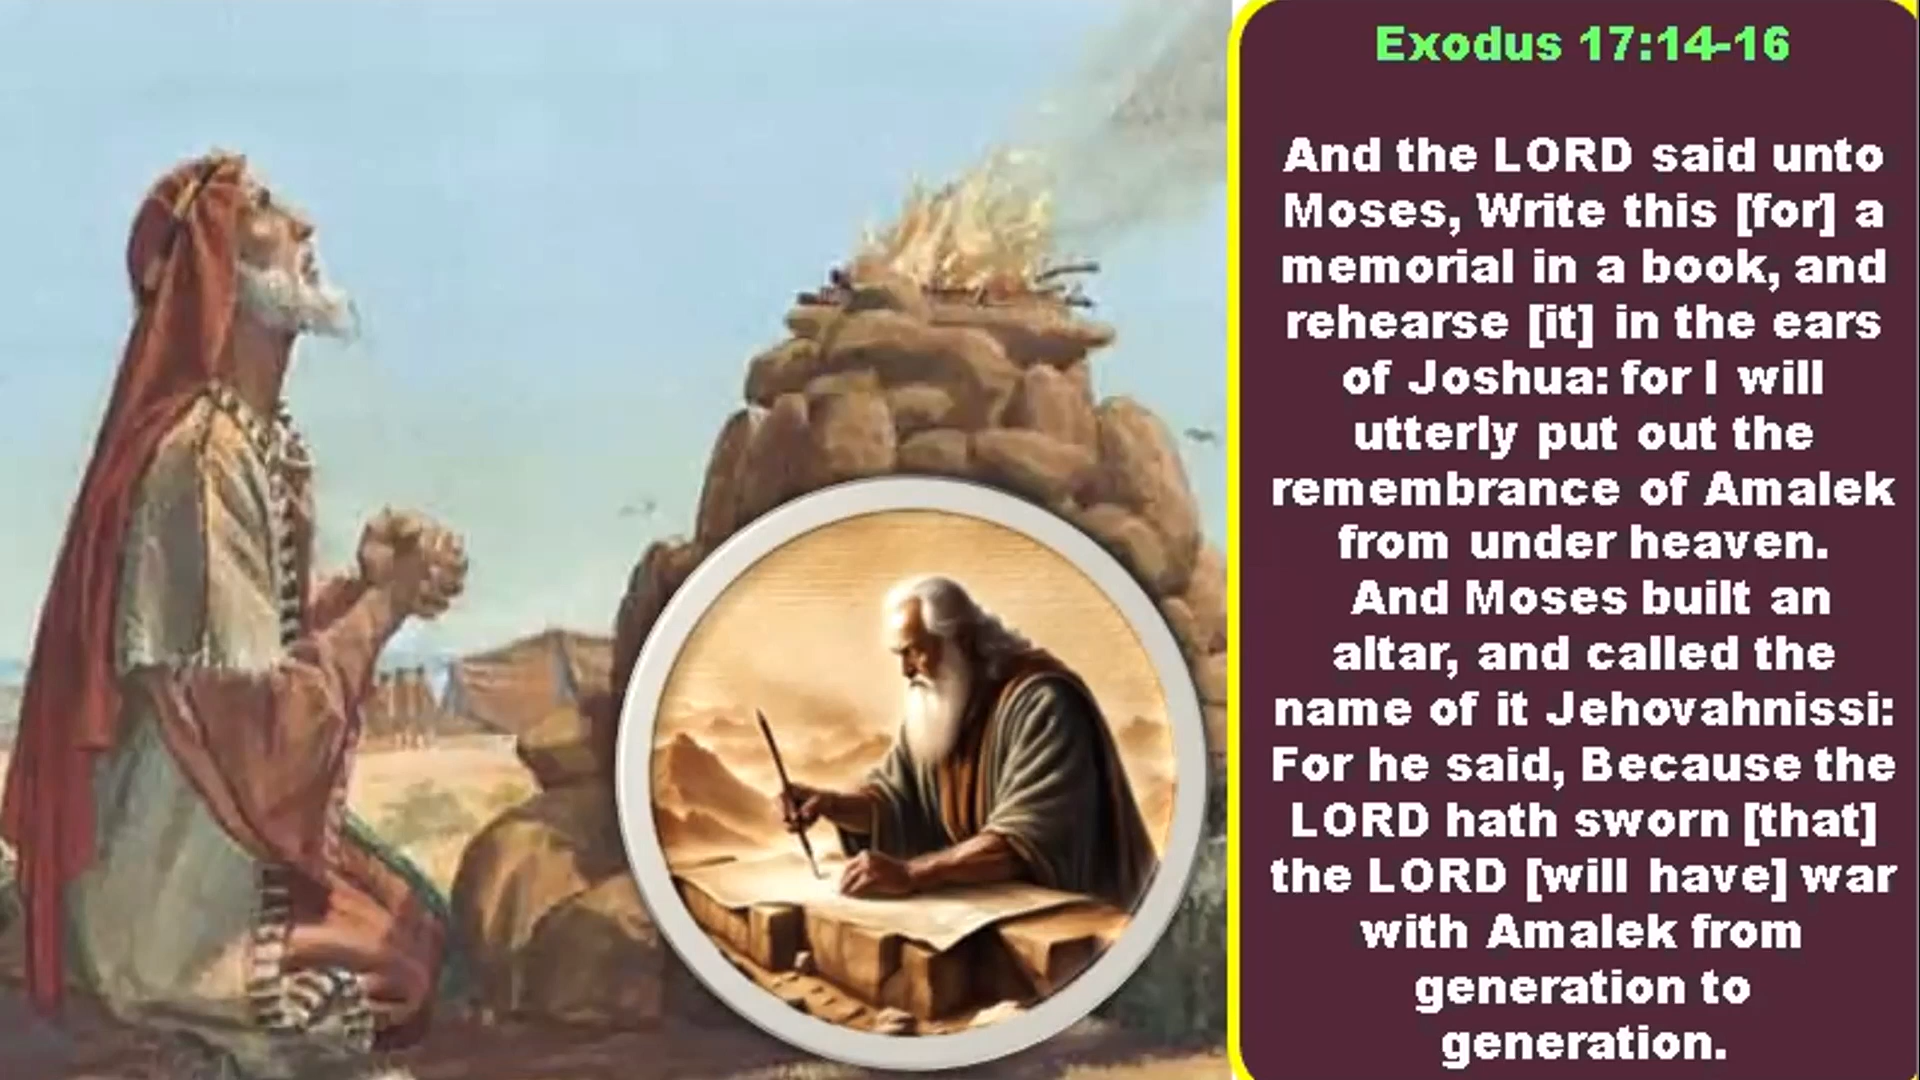 Exodus 17:14-16
And the LORD said unto
Moses, Write this [for] a
memorial in a book, and
rehearse [it] in the ears
of Joshua: for I will
utterly put out the
remembrance of Amalek
from under heaven.
And Moses built an
altar, and called the
name of it Jehovahnissi:
For he said, Because the
LORD hath sworn [that]
the LORD [will have] war
with Amalek from
generation to
generation.